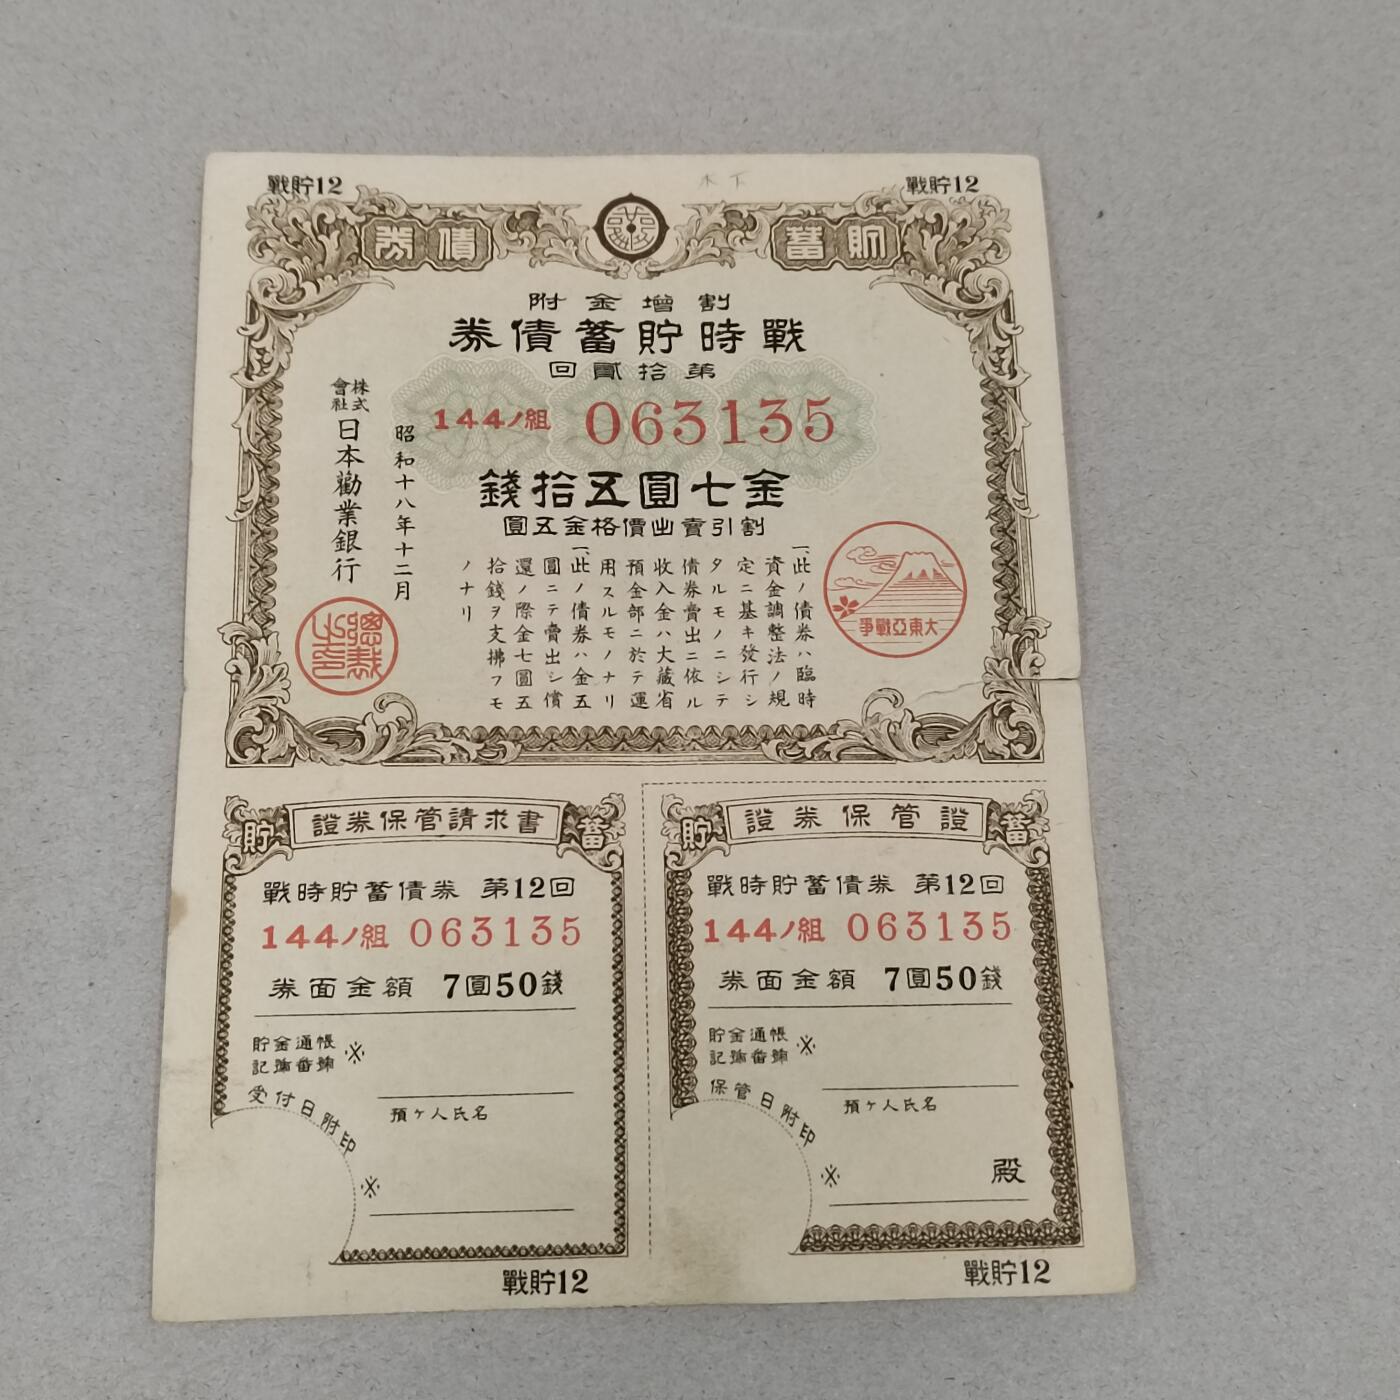 戰貯12
木下
戰貯12
貯蓄
債券
割增金附
戰時貯蓄債券
第拾貳回
144ノ組 063135
金七圓五拾錢
割引賣出價格金五圓
大東亞戰爭
一、此ノ債券ハ臨時
資金調整法ノ規
定ニ基キ發行シ
タルモノニシテ
債券賣出ニ依ル
收入金ハ大藏省
預金部ニ於テ運
用スルモノナリ
一、此ノ債券ハ金五
圓ニテ賣出シ償
還ノ際金七圓五
拾錢ヲ支拂フモ
ノナリ
昭和十八年十二月
株式會社日本勸業銀行
總裁之印
貯 證券保管請求書 蓄
戰時貯蓄債券 第12回
144ノ組 063135
券面金額 7圓50錢
貯金通帳
記號番號 ※
受付日附印
預ケ人氏名
※
戰貯12
貯 證券保管證 蓄
戰時貯蓄債券 第12回
144ノ組 063135
券面金額 7圓50錢
貯金通帳
記號番號 ※
保管日附印
預ケ人氏名
※ 殿
戰貯12